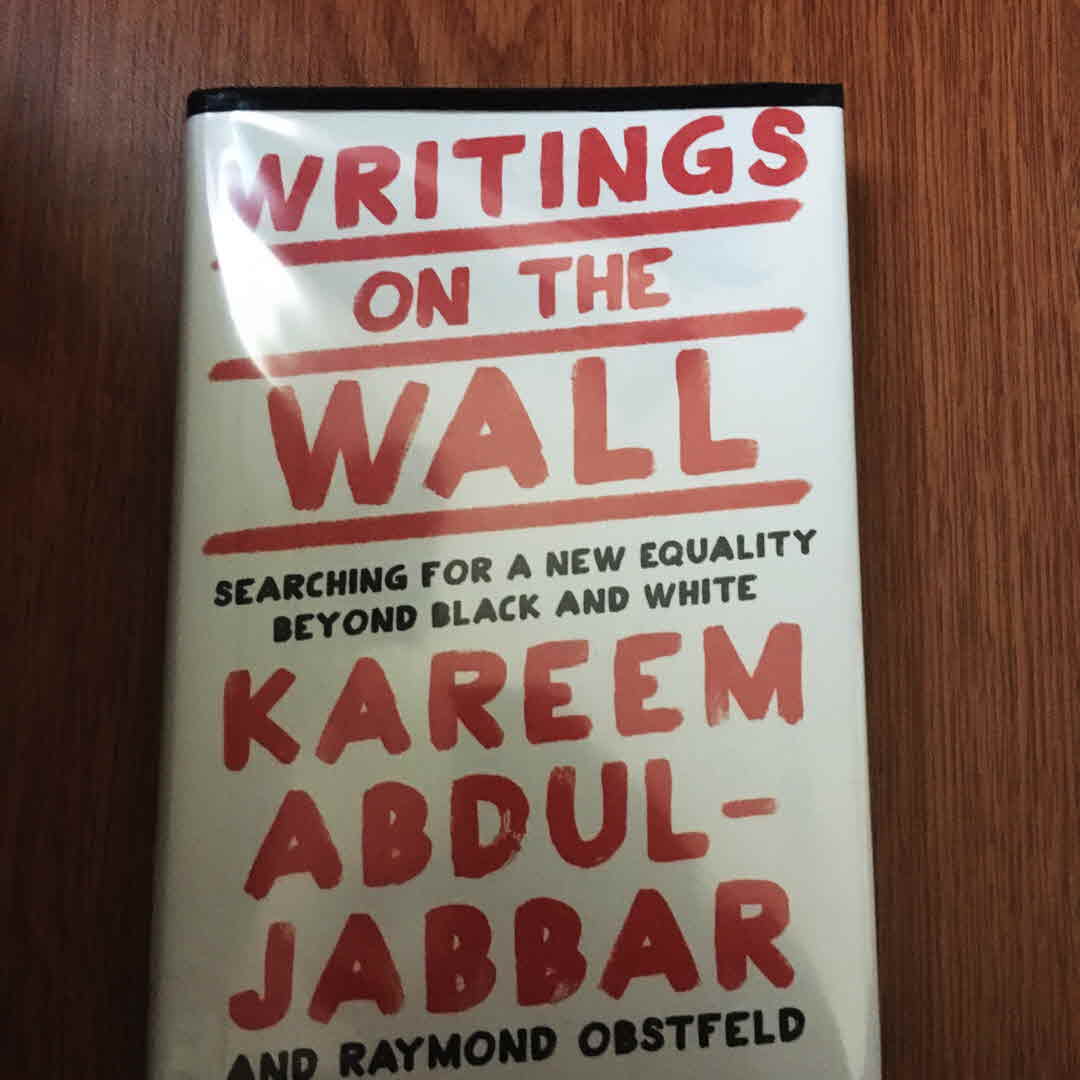 WRITINGS
ON THE
WALL
SEARCHING FOR A NEW EQUALITY
BEYOND BLACK AND WHITE
KAREEM
ABDUL-
JABBAR
AND RAYMOND OBSTFELD